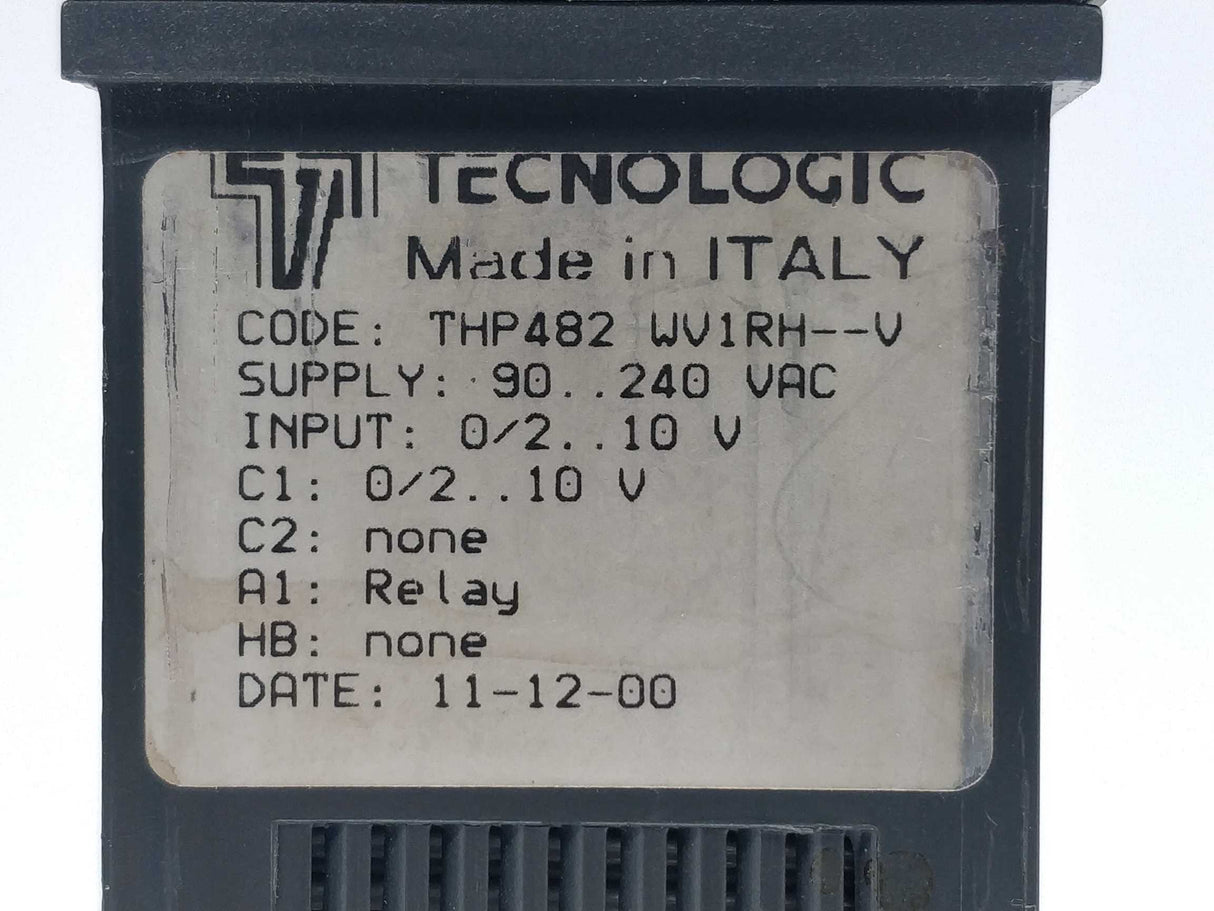 TECNOLOGIC
Made in ITALY
CODE: THP482 WV1RH--V
SUPPLY: 90..240 VAC
INPUT: 0/2..10 V
C1: 0/2..10 V
C2: none
A1: Relay
HB: none
DATE: 11-12-00